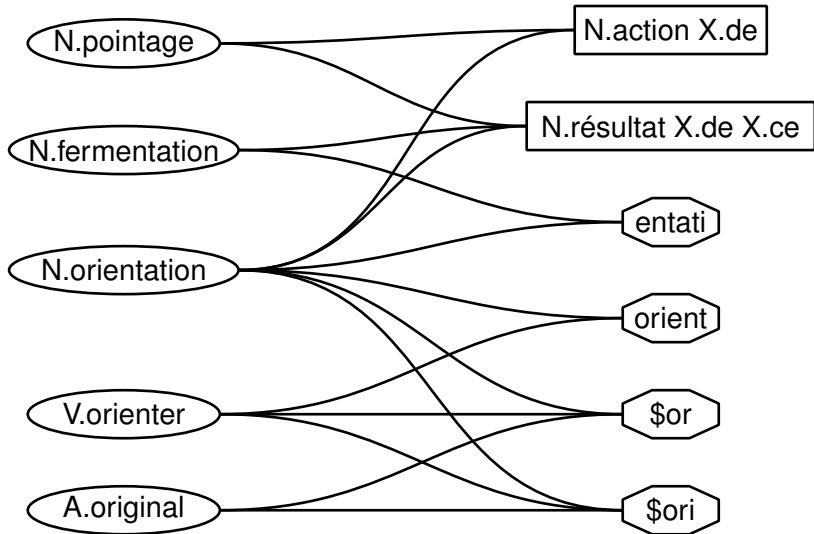 N.pointage
N.action X.de
N.résultat X.de X.ce
N.fermentation
entati
N.orientation
orient
V.orienter
$or
A.original
$ori